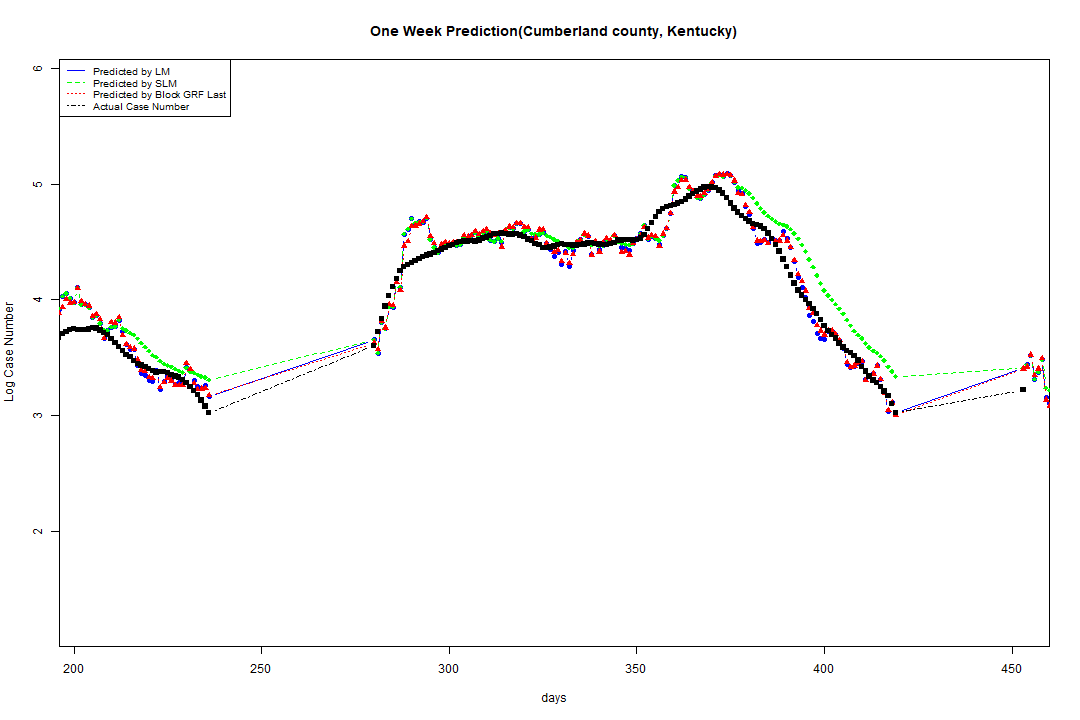 One Week Prediction(Cumberland county, Kentucky)
Predicted by LM
Predicted by SLM
Predicted by Block GRF Last
Actual Case Number
6
5
4
3
2
Log Case Number
200 250 300 350 400 450
days